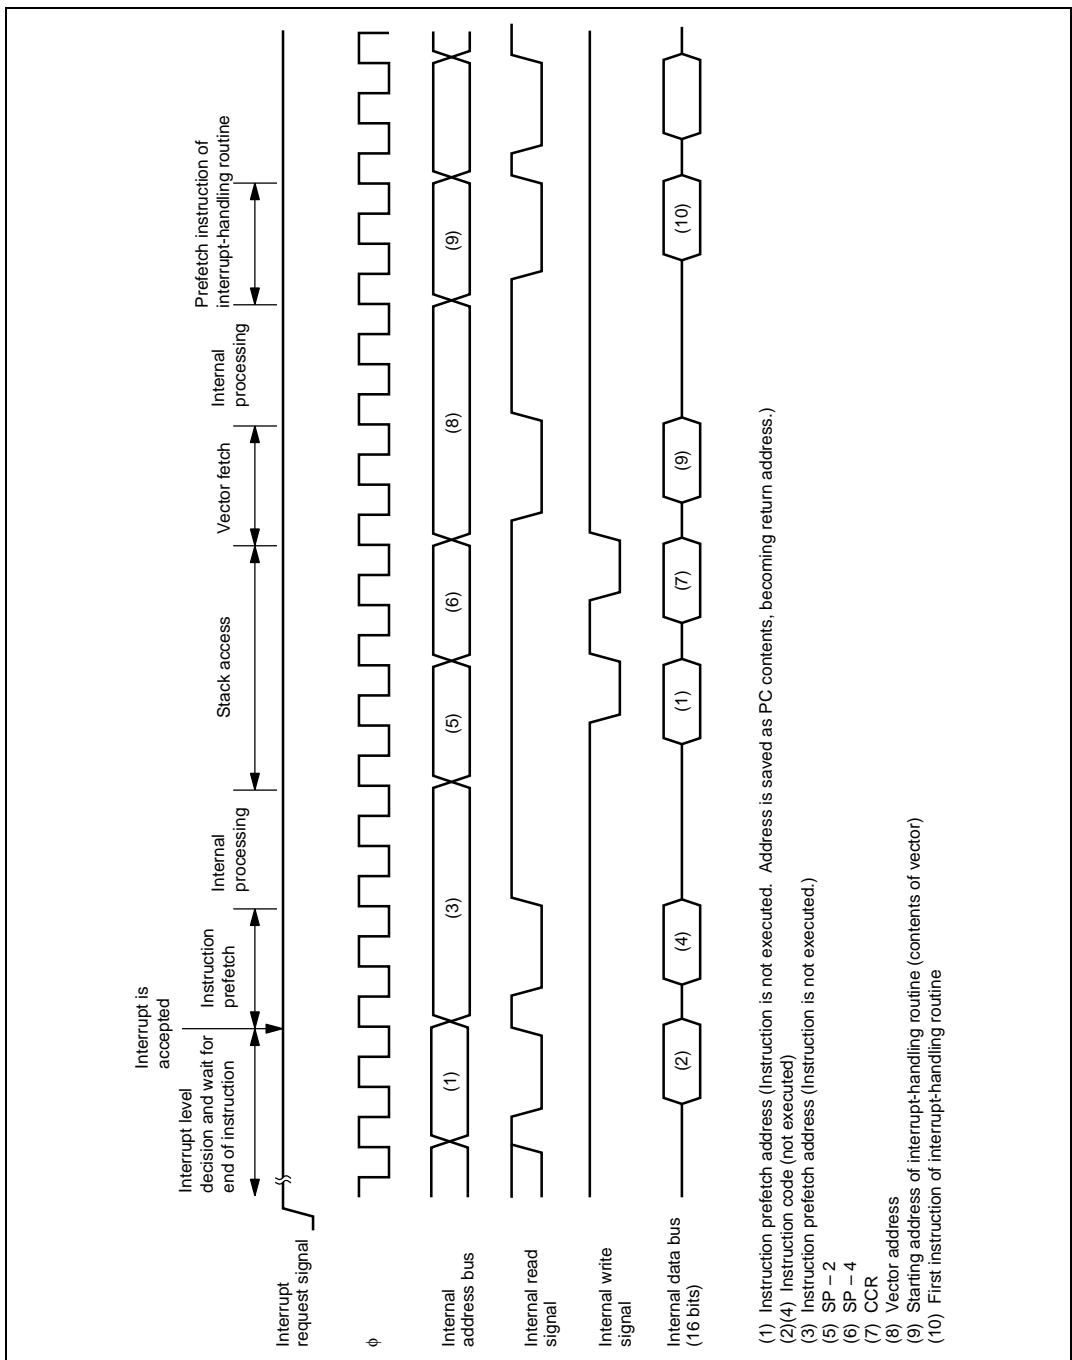 Interrupt is
accepted
Interrupt level
decision and wait for
end of instruction
Instruction
prefetch
Internal
processing
Stack access
Vector fetch
Internal
processing
Prefetch instruction of
interrupt-handling routine
Interrupt
request signal
φ
Internal
address bus
(1)
(3)
(5)
(6)
(8)
(9)
Internal read
signal
Internal write
signal
Internal data bus
(16 bits)
(2)
(4)
(1)
(7)
(9)
(10)
(1) Instruction prefetch address (Instruction is not executed. Address is saved as PC contents, becoming return address.)
(2)(4) Instruction code (not executed)
(3) Instruction prefetch address (Instruction is not executed.)
(5) SP – 2
(6) SP – 4
(7) CCR
(8) Vector address
(9) Starting address of interrupt-handling routine (contents of vector)
(10) First instruction of interrupt-handling routine